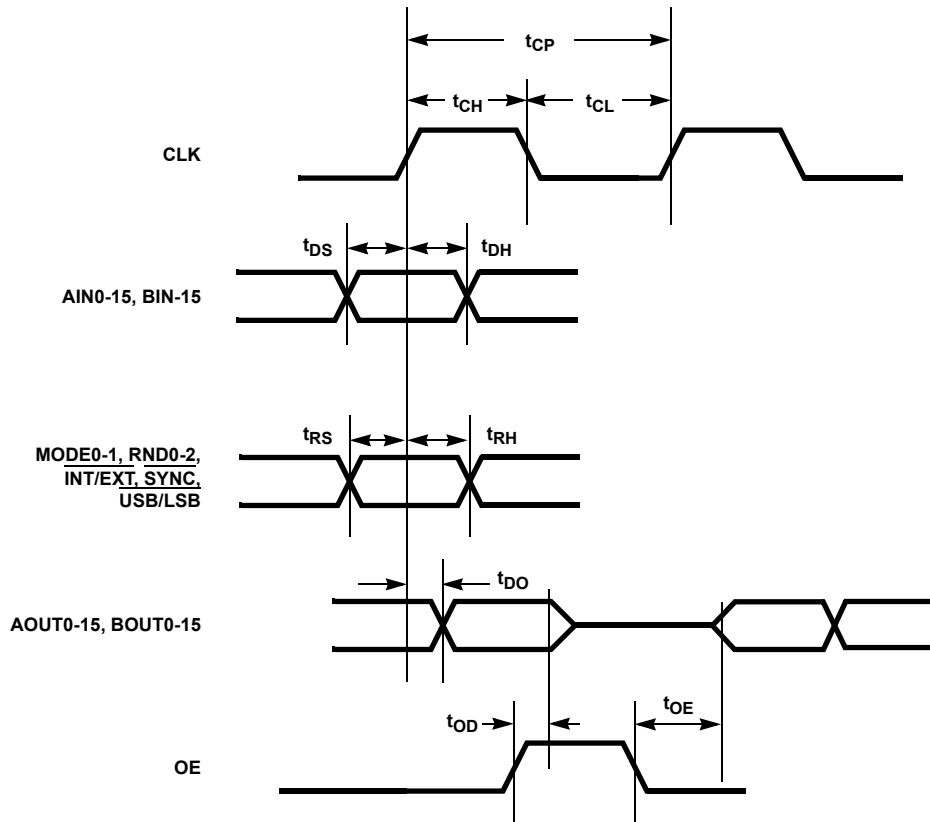 tCP
tCH
tCL
CLK
tDS
tDH
AIN0-15, BIN-15
tRS
tRH
MODE0-1, RND0-2,
INT/EXT, SYNC,
USB/LSB
tDO
AOUT0-15, BOUT0-15
tOD
tOE
OE